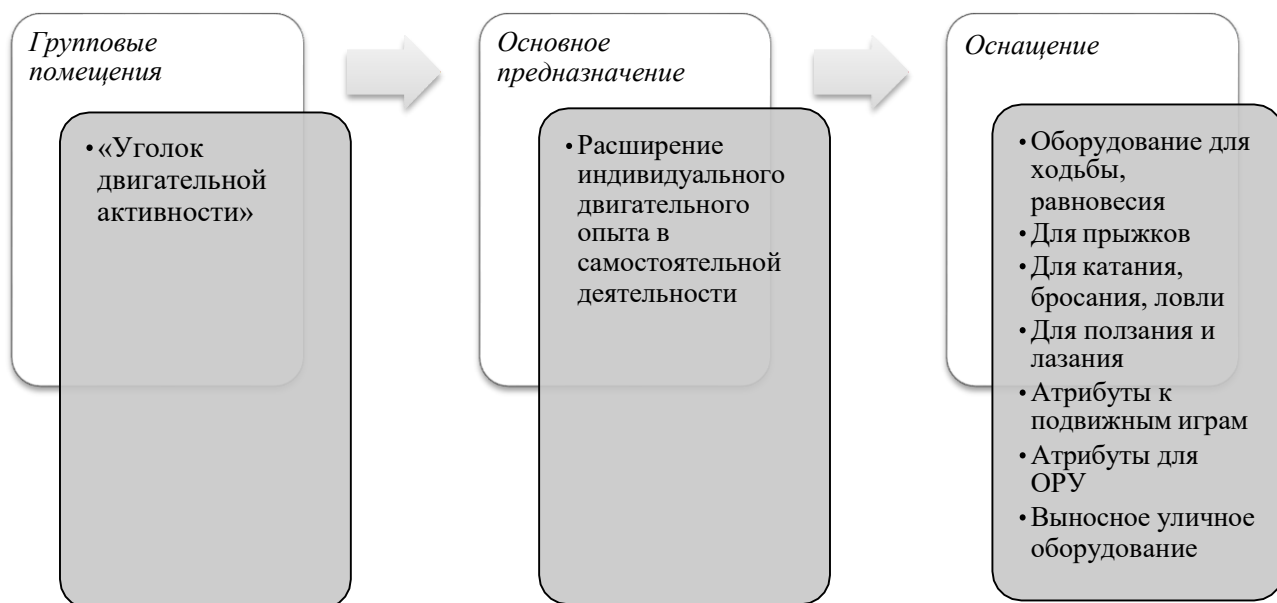 Групповые
помещения
• «Уголок
двигательной
активности»
Основное
предназначение
• Расширение
индивидуального
двигательного
опыта в
самостоятельной
деятельности
Оснащение
• Оборудование для
ходьбы,
равновесия
• Для прыжков
• Для катания,
бросания, ловли
• Для ползания и
лазания
• Атрибуты к
подвижным играм
• Атрибуты для
ОРУ
• Выносное уличное
оборудование